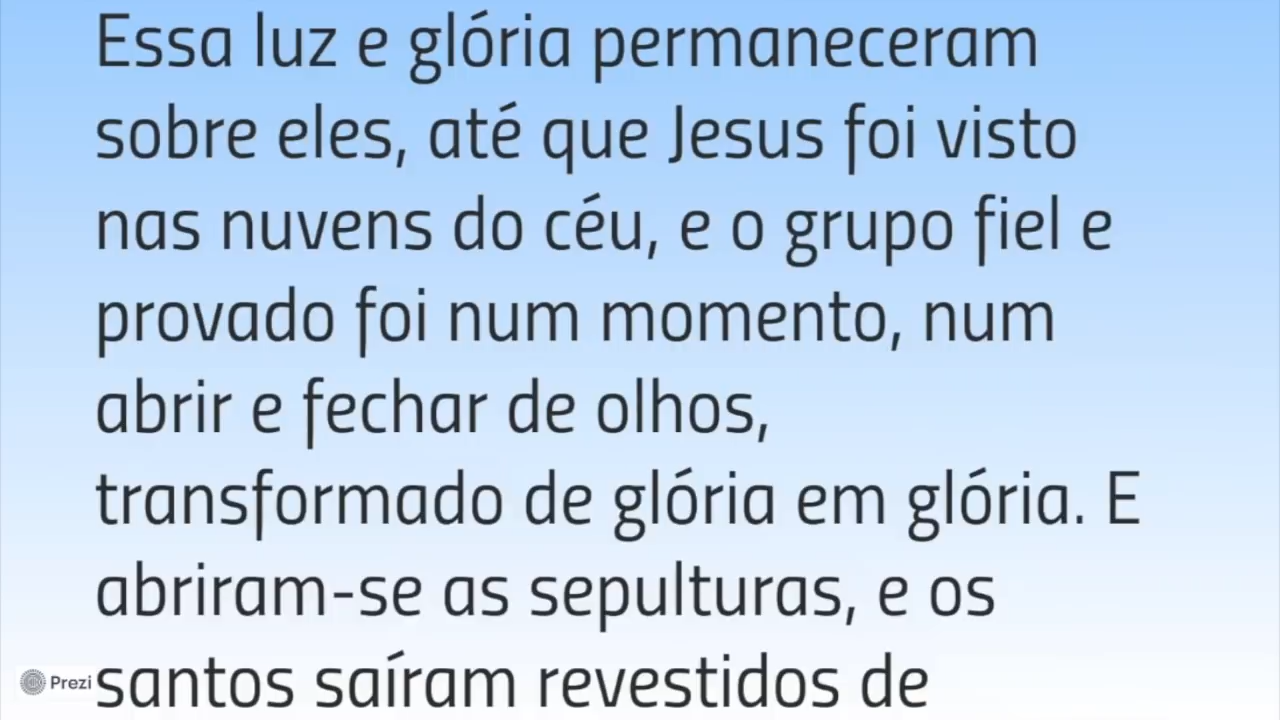 Essa luz e glória permaneceram
sobre eles, até que Jesus foi visto
nas nuvens do céu, e o grupo fiel e
provado foi num momento, num
abrir e fechar de olhos,
transformado de glória em glória. E
abriram-se as sepulturas, e os
santos saíram revestidos de
Prezi